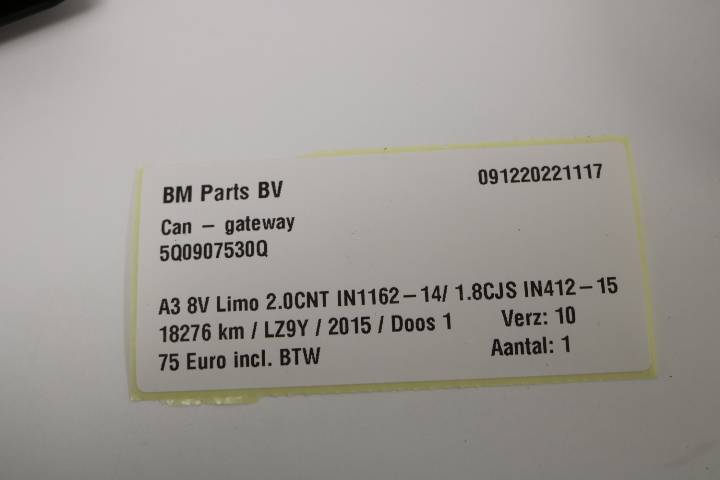 BM Parts BV 091220221117
Can – gateway
5Q0907530Q
A3 8V Limo 2.0CNT IN1162–14/ 1.8CJS IN412–15
18276 km / LZ9Y / 2015 / Doos 1 Verz: 10
75 Euro incl. BTW Aantal: 1